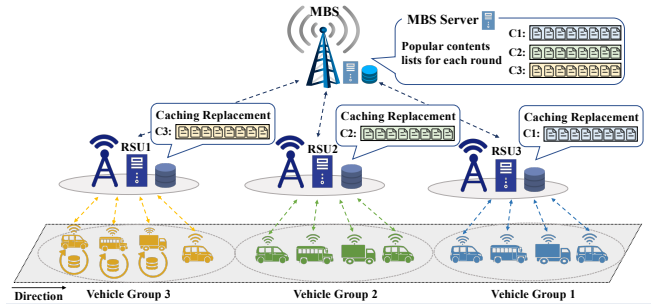 MBS
MBS Server
Popular contents
lists for each round
C1:
C2:
C3:
Caching Replacement
C3:
Caching Replacement
C2:
Caching Replacement
C1:
RSU1
RSU2
RSU3
Direction
Vehicle Group 3
Vehicle Group 2
Vehicle Group 1